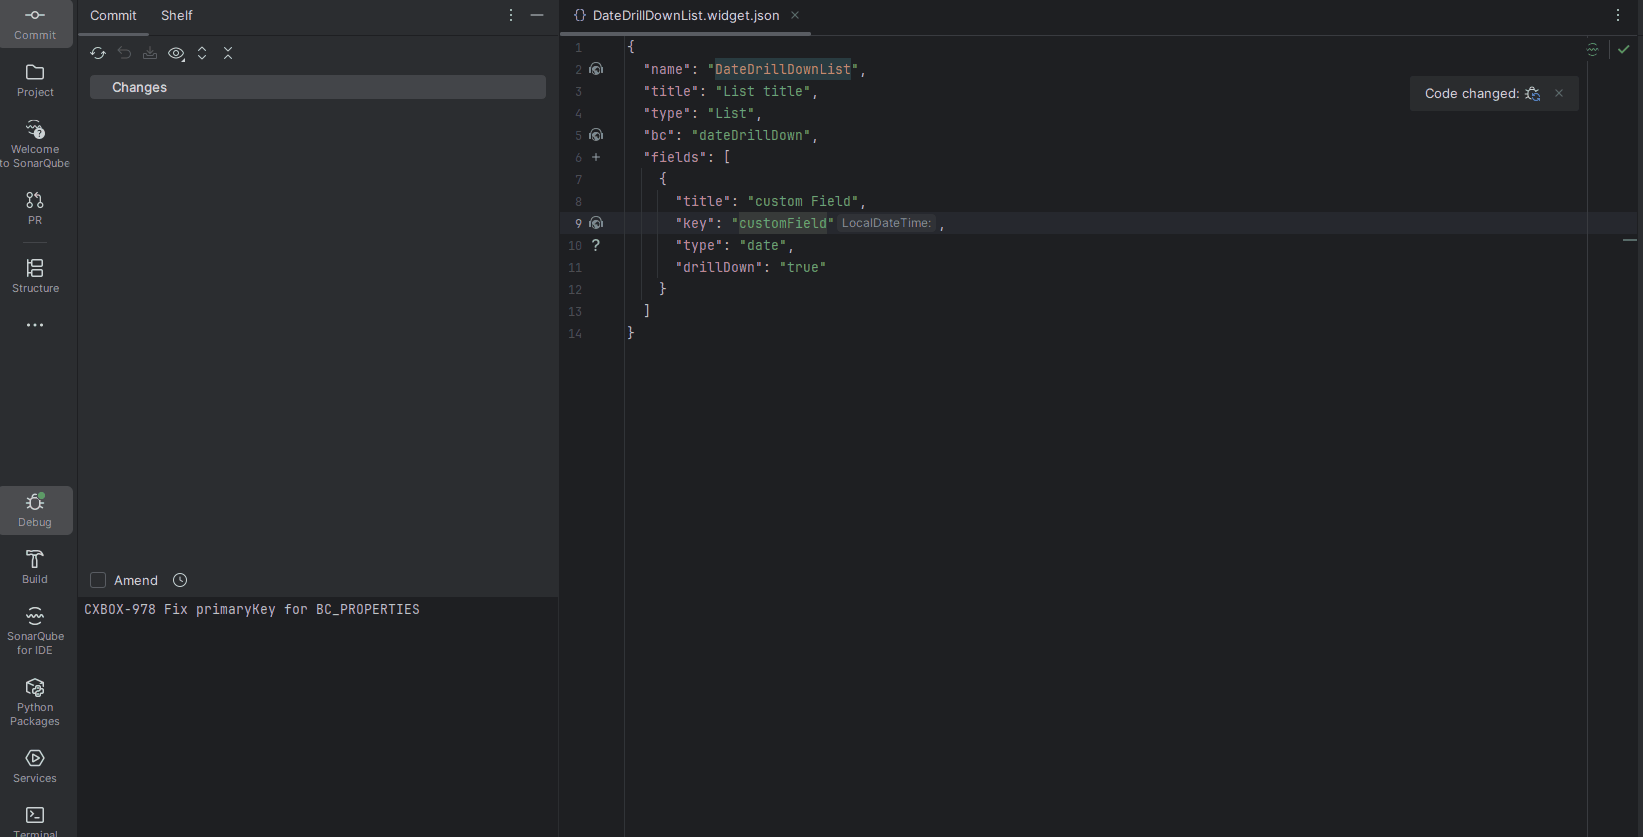 Commit
Project
Welcome
to SonarQube
PR
Structure
Debug
Build
SonarQube
for IDE
Python
Packages
Services
Terminal
Commit Shelf
Changes
Amend
CXBOX-978 Fix primaryKey for BC_PROPERTIES
{} DateDrillDownList.widget.json
1 {
2 "name": "DateDrillDownList",
3 "title": "List title",
4 "type": "List",
5 "bc": "dateDrillDown",
6 + "fields": [
7 {
8 "title": "custom Field",
9 "key": "customField" LocalDateTime: ,
10 ? "type": "date",
11 "drillDown": "true"
12 }
13 ]
14 }
Code changed: